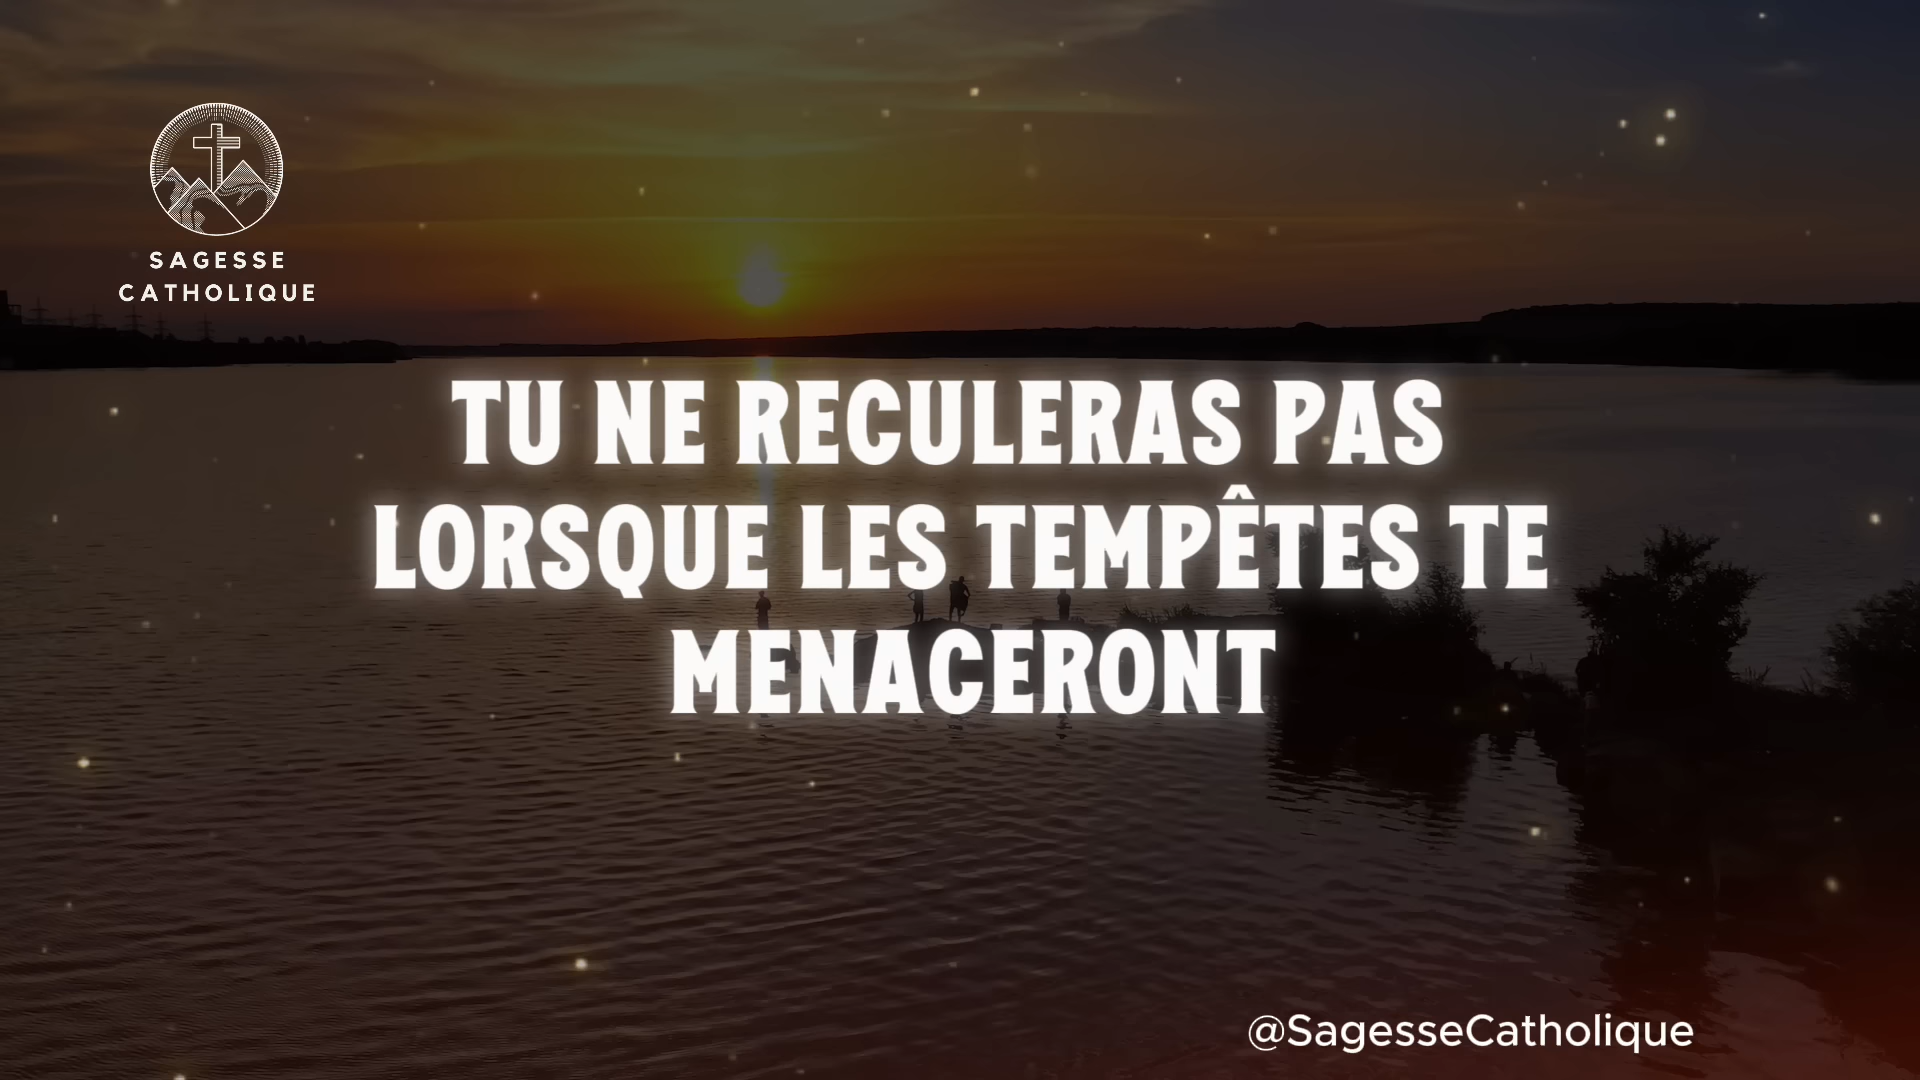 SAGESSE
CATHOLIQUE
TU NE RECULERAS PAS
LORSQUE LES TEMPÊTES TE
MENACERONT
@SagesseCatholique